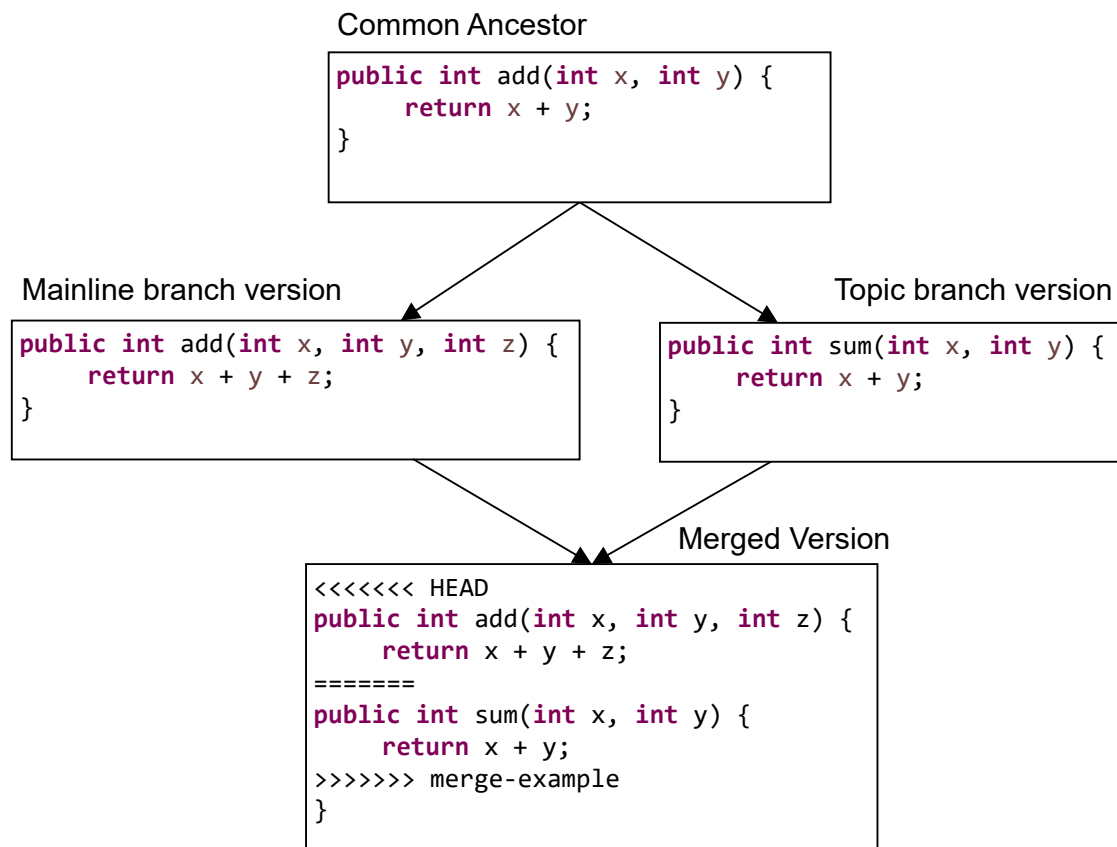 Common Ancestor
public int add(int x, int y) {
    return x + y;
}
Mainline branch version
public int add(int x, int y, int z) {
    return x + y + z;
}
Topic branch version
public int sum(int x, int y) {
    return x + y;
}
Merged Version
<<<<<<< HEAD
public int add(int x, int y, int z) {
    return x + y + z;
=======
public int sum(int x, int y) {
    return x + y;
>>>>>>> merge-example
}